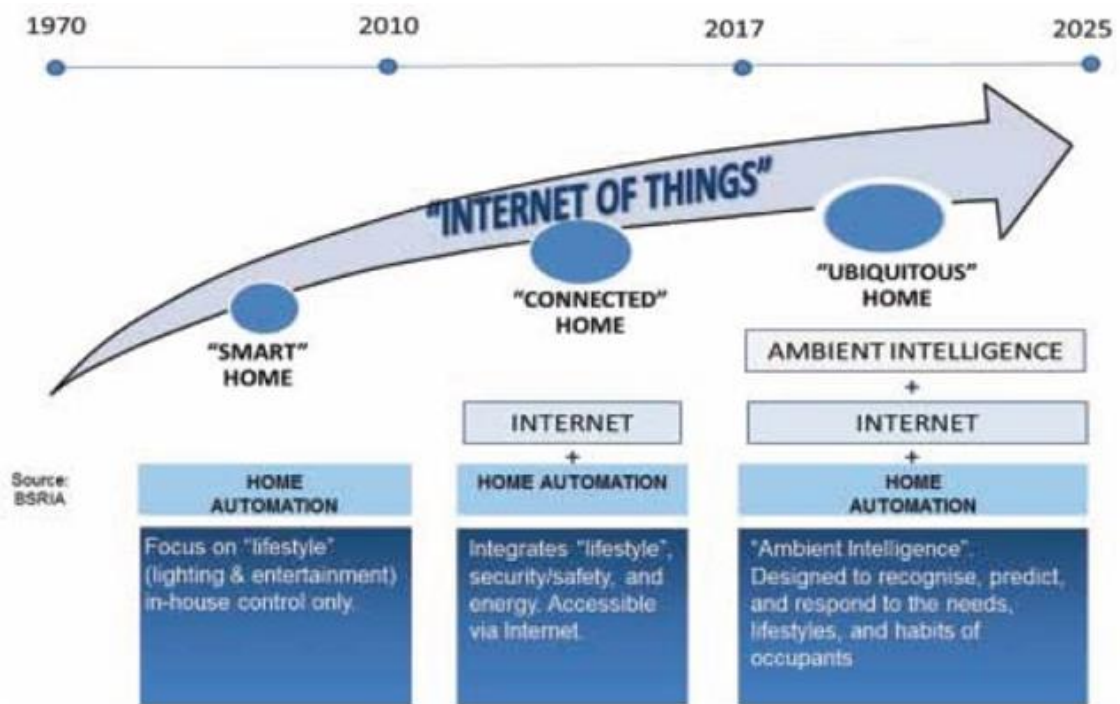 1970 2010 2017 2025
"INTERNET OF THINGS"
"SMART"
HOME
"CONNECTED"
HOME
"UBIQUITOUS"
HOME
AMBIENT INTELLIGENCE
+
INTERNET
+
INTERNET
+
Source:
BSRIA
HOME
AUTOMATION
Focus on "lifestyle"
(lighting & entertainment)
in-house control only.
HOME AUTOMATION
Integrates "lifestyle",
security/safety, and
energy. Accessible
via Internet.
HOME
AUTOMATION
"Ambient Intelligence".
Designed to recognise, predict,
and respond to the needs,
lifestyles, and habits of
occupants